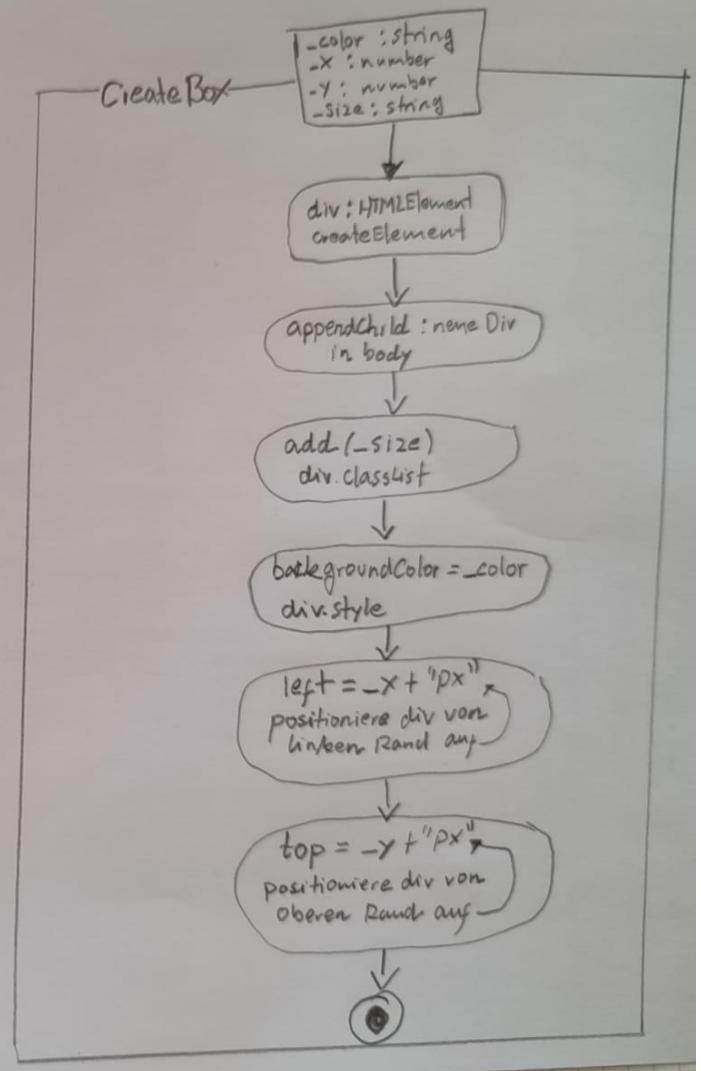 _color : string
_x : number
_y : number
_size : string
CreateBox
div : HTMLElement
createElement
appendChild : neue Div
in body
add (_size)
div.classList
backgroundColor = _color
div.style
left = _x + "px"
positioniere div von
linken Rand auf
top = _y + "px"
positioniere div von
oberen Rand auf